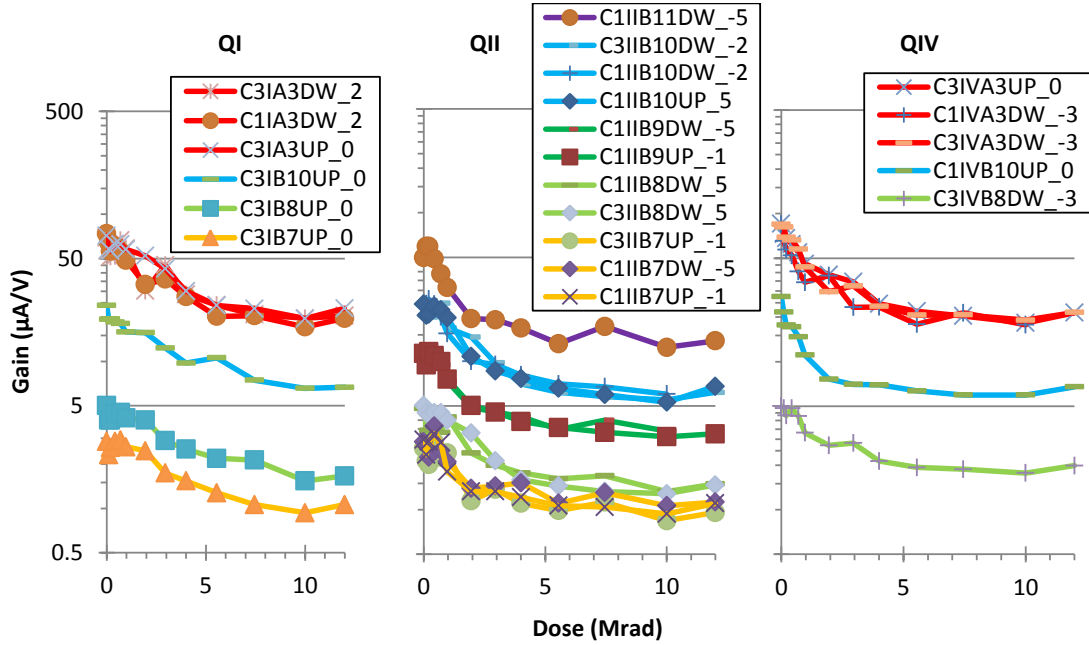 QI
QII
QIV
C3IA3DW_2
C1IA3DW_2
C3IA3UP_0
C3IB10UP_0
C3IB8UP_0
C3IB7UP_0
C1IIB11DW_-5
C3IIB10DW_-2
C1IIB10DW_-2
C1IIB10UP_5
C1IIB9DW_-5
C1IIB9UP_-1
C1IIB8DW_5
C3IIB8DW_5
C3IIB7UP_-1
C1IIB7DW_-5
C1IIB7UP_-1
C3IVA3UP_0
C1IVA3DW_-3
C3IVA3DW_-3
C1IVB10UP_0
C3IVB8DW_-3
500
50
5
0.5
Gain (µA/V)
0 5 10
0 5 10
0 5 10
Dose (Mrad)